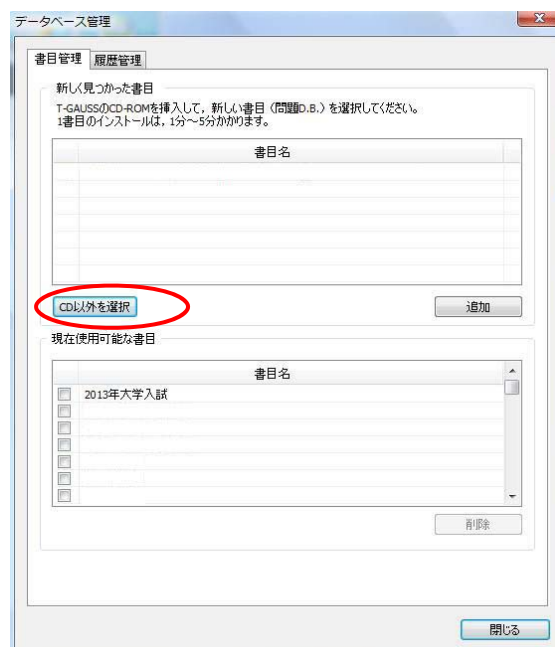 データベース管理
書目管理
履歴管理
新しく見つかった書目
T-GAUSSのCD-ROMを挿入して，新しい書目（問題D.B.）を選択してください。
1書目のインストールは，1分～5分かかります。
書目名
CD以外を選択
追加
現在使用可能な書目
書目名
2013年大学入試
削除
閉じる